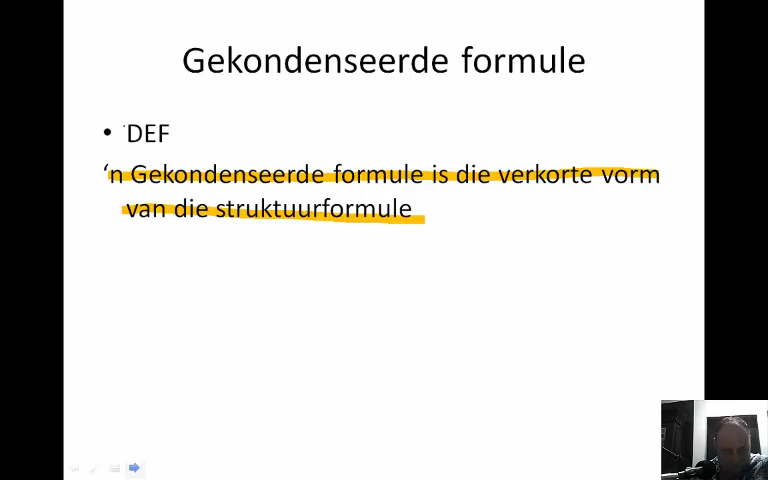 Gekondenseerde formule
• DEF
‘n Gekondenseerde formule is die verkorte vorm
van die struktuurformule